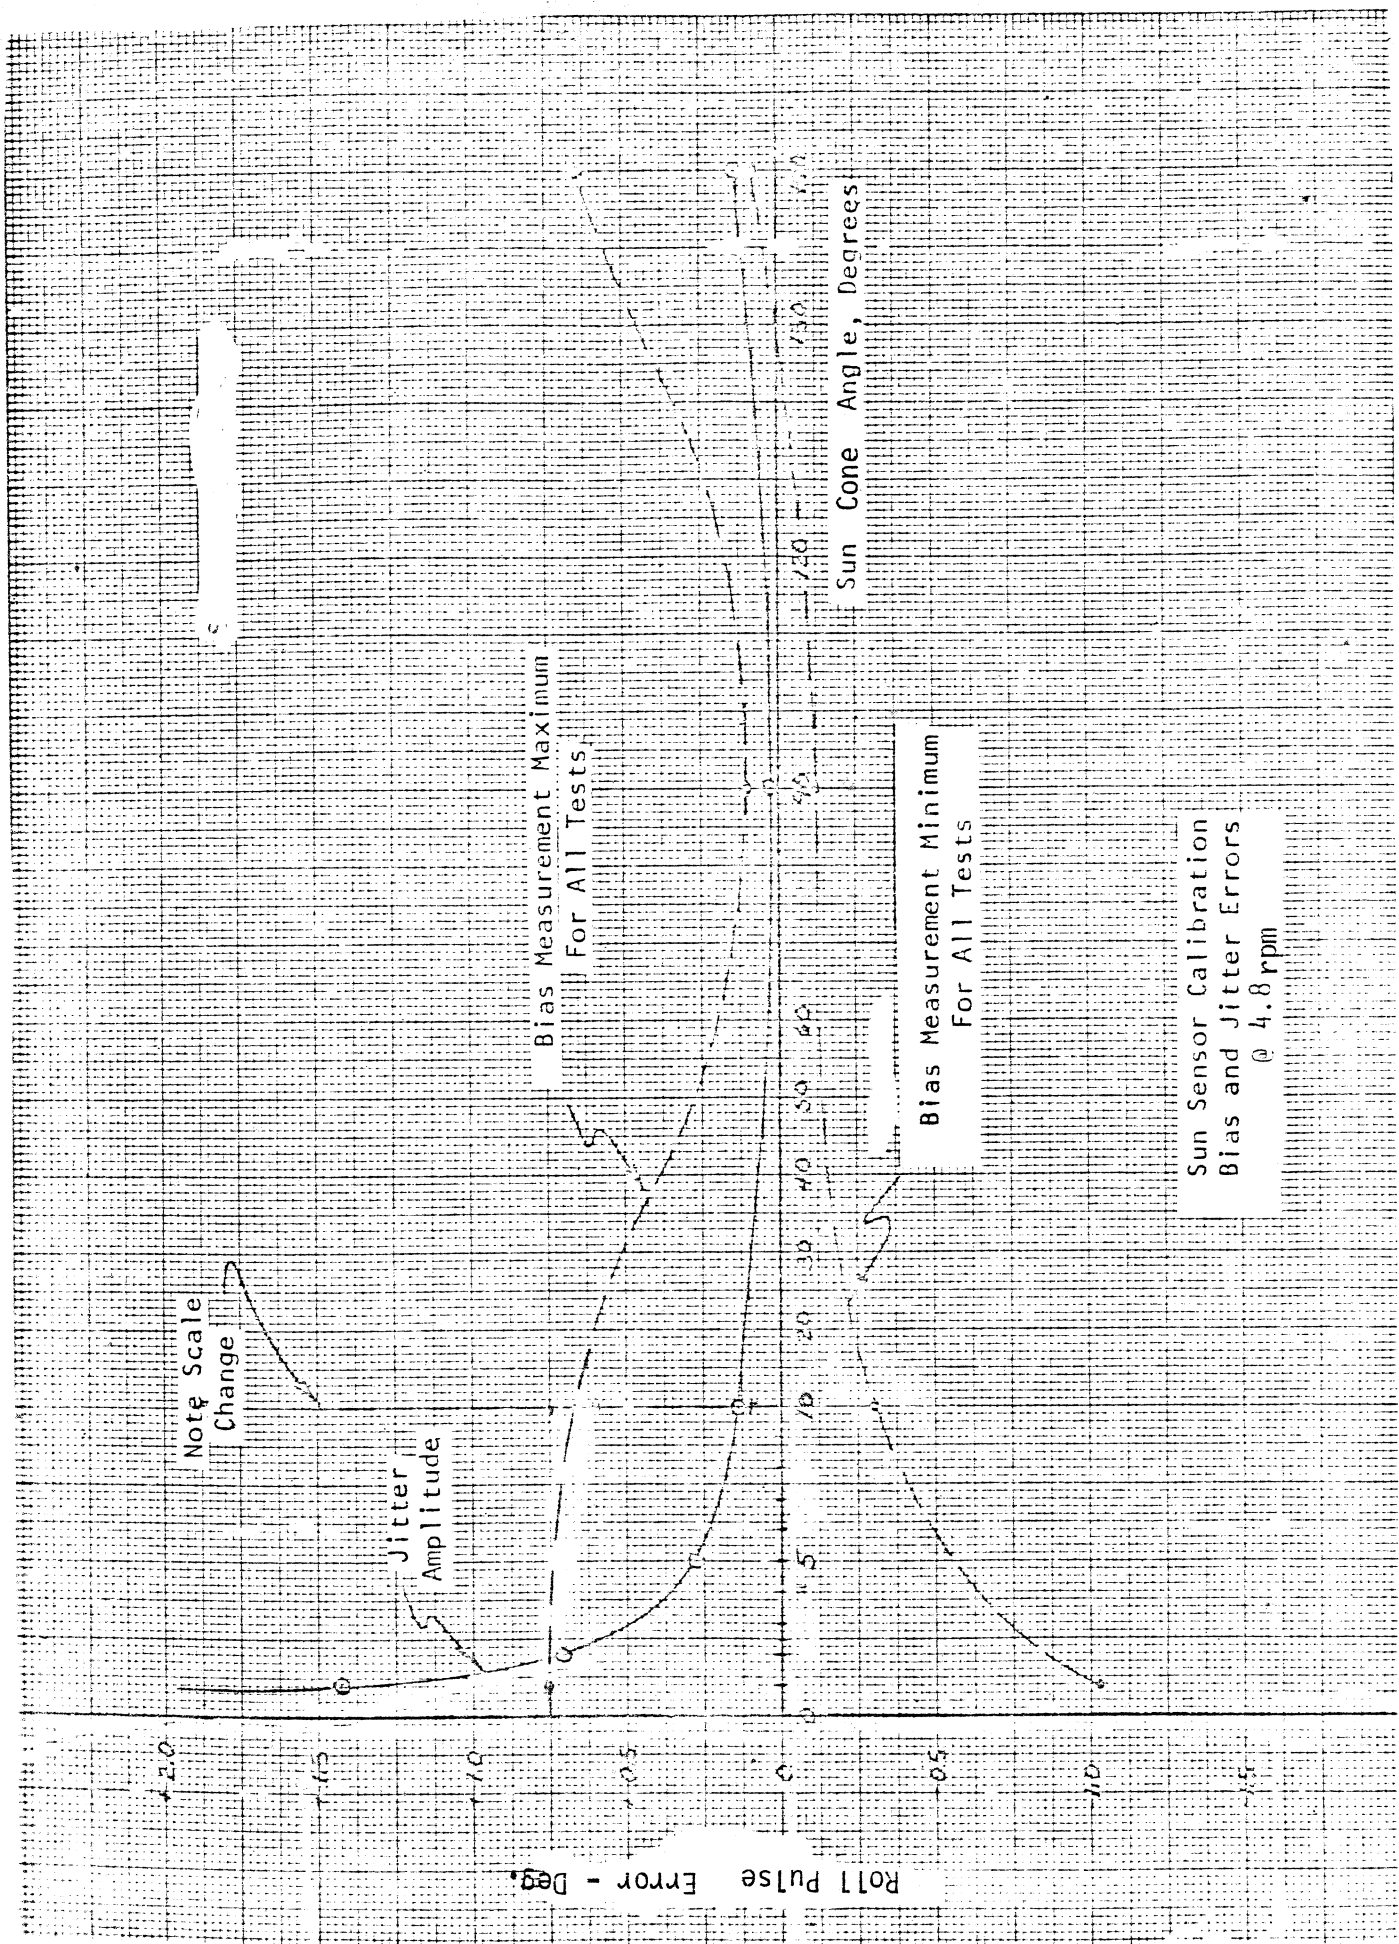 Note Scale
Change
Jitter
Amplitude
Bias Measurement Maximum
For All Tests
+2.0
+1.5
+1.0
+0.5
0
-0.5
-1.0
-1.5
Roll Pulse Error - Deg.
0 5 10 20 30 40 50 60 90 120 150
Sun Cone Angle, Degrees
Bias Measurement Minimum
For All Tests
Sun Sensor Calibration
Bias and Jitter Errors
@ 4.8 rpm